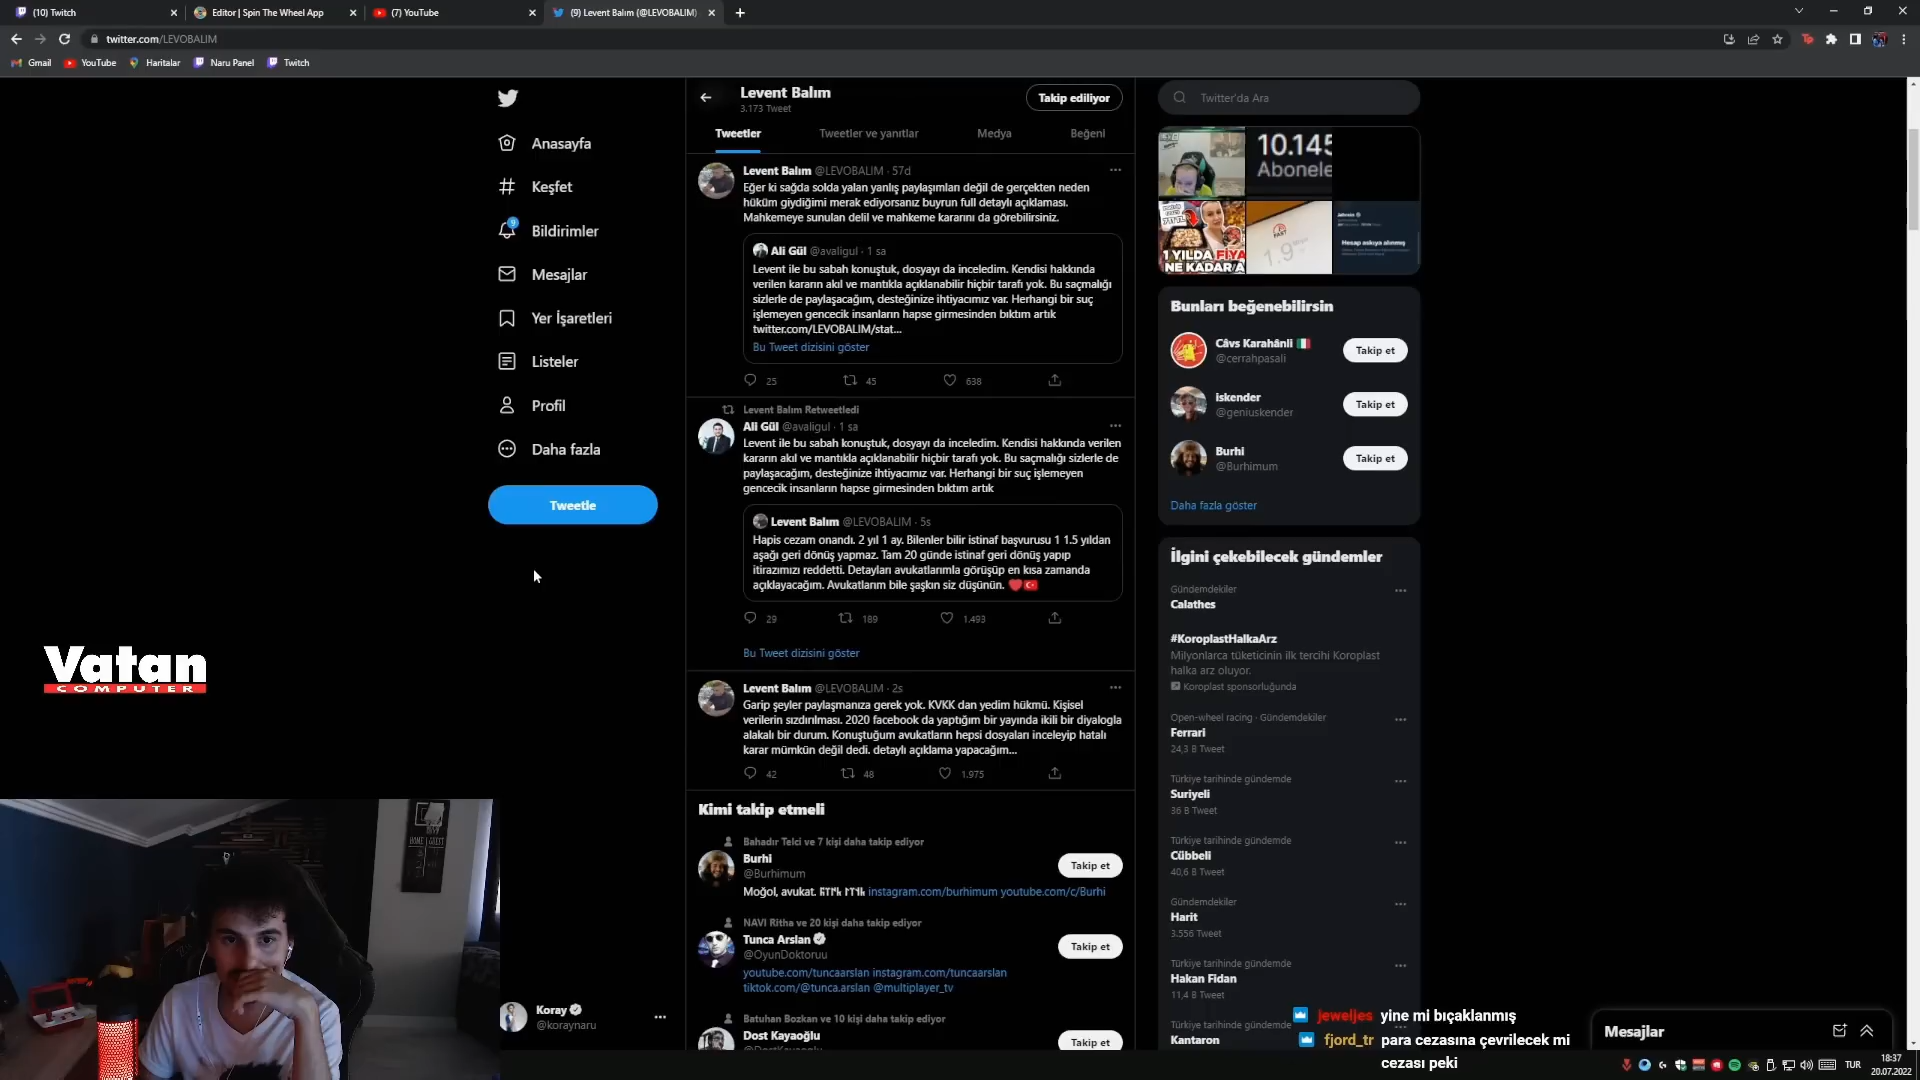 (10) Twitch
Editor | Spin The Wheel App
(7) YouTube
(9) Levent Balım (@LEVOBALIM)
twitter.com/LEVOBALIM
Gmail
YouTube
Haritalar
Naru Panel
Twitch
Anasayfa
Keşfet
9
Bildirimler
Mesajlar
Yer İşaretleri
Listeler
Profil
Daha fazla
Tweetle
Vatan
COMPUTER
Koray
@koraynaru
Levent Balım
3.173 Tweet
Takip ediliyor
Tweetler
Tweetler ve yanıtlar
Medya
Beğeni
Levent Balım @LEVOBALIM · 57d
Eğer ki sağda solda yalan yanlış paylaşımları değil de gerçekten neden
hüküm giydiğimi merak ediyorsanız buyrun full detaylı açıklaması.
Mahkemeye sunulan delil ve mahkeme kararını da görebilirsiniz.
Ali Gül @avaligul · 1 sa
Levent ile bu sabah konuştuk, dosyayı da inceledim. Kendisi hakkında
verilen kararın akıl ve mantıkla açıklanabilir hiçbir tarafı yok. Bu saçmalığı
sizlerle de paylaşacağım, desteğinize ihtiyacımız var. Herhangi bir suç
işlemeyen gencecik insanların hapse girmesinden bıktım artık
twitter.com/LEVOBALIM/stat...
Bu Tweet dizisini göster
25
45
638
Levent Balım Retweetledi
Ali Gül @avaligul · 1 sa
Levent ile bu sabah konuştuk, dosyayı da inceledim. Kendisi hakkında verilen
kararın akıl ve mantıkla açıklanabilir hiçbir tarafı yok. Bu saçmalığı sizlerle de
paylaşacağım, desteğinize ihtiyacımız var. Herhangi bir suç işlemeyen
gencecik insanların hapse girmesinden bıktım artık
Levent Balım @LEVOBALIM · 5s
Hapis cezam onandı. 2 yıl 1 ay. Bilenler bilir istinaf başvurusu 1 1.5 yıldan
aşağı geri dönüş yapmaz. Tam 20 günde istinaf geri dönüş yapıp
itirazımızı reddetti. Detayları avukatlarımla görüşüp en kısa zamanda
açıklayacağım. Avukatlarım bile şaşkın siz düşünün. ❤️🇹🇷
29
189
1.493
Bu Tweet dizisini göster
Levent Balım @LEVOBALIM · 2s
Garip şeyler paylaşmanıza gerek yok. KVKK dan yedim hükmü. Kişisel
verilerin sızdırılması. 2020 facebook da yaptığım bir yayında ikili bir diyalogla
alakalı bir durum. Konuştuğum avukatların hepsi dosyaları inceleyip hatalı
karar mümkün değil dedi. detaylı açıklama yapacağım...
42
48
1.975
Kimi takip etmeli
Bahadır Telci ve 7 kişi daha takip ediyor
Burhi
@Burhimum
Takip et
Moğol, avukat. instagram.com/burhimum youtube.com/c/Burhi
NAVI Ritha ve 20 kişi daha takip ediyor
Tunca Arslan
@OyunDoktoruu
Takip et
youtube.com/tuncaarslan instagram.com/tuncaarslan
tiktok.com/@tunca.arslan @multiplayer_tv
Batuhan Bozkan ve 10 kişi daha takip ediyor
Dost Kayaoğlu
Takip et
Twitter'da Ara
10.145
Abonele
1 YILDA FİYA
NE KADAR A
FAST
1.9
Hesap askıya alınmış
Bunları beğenebilirsin
Câvs Karahânli 🇮🇹
@cerrahpasali
Takip et
iskender
@geniuskender
Takip et
Burhi
@Burhimum
Takip et
Daha fazla göster
İlgini çekebilecek gündemler
Gündemdekiler
Calathes
#KoroplastHalkaArz
Milyonlarca tüketicinin ilk tercihi Koroplast
halka arz oluyor.
Koroplast sponsorluğunda
Open-wheel racing · Gündemdekiler
Ferrari
24,3 B Tweet
Türkiye tarihinde gündemde
Suriyeli
36 B Tweet
Türkiye tarihinde gündemde
Cübbeli
40,6 B Tweet
Gündemdekiler
Harit
3.556 Tweet
Türkiye tarihinde gündemde
Hakan Fidan
11,4 B Tweet
Türkiye tarihinde gündemde
Kantaron
jeweljes yine mi bıçaklanmış
fjord_tr para cezasına çevrilecek mi
cezası peki
Mesajlar
TUR
18:37
20.07.2022